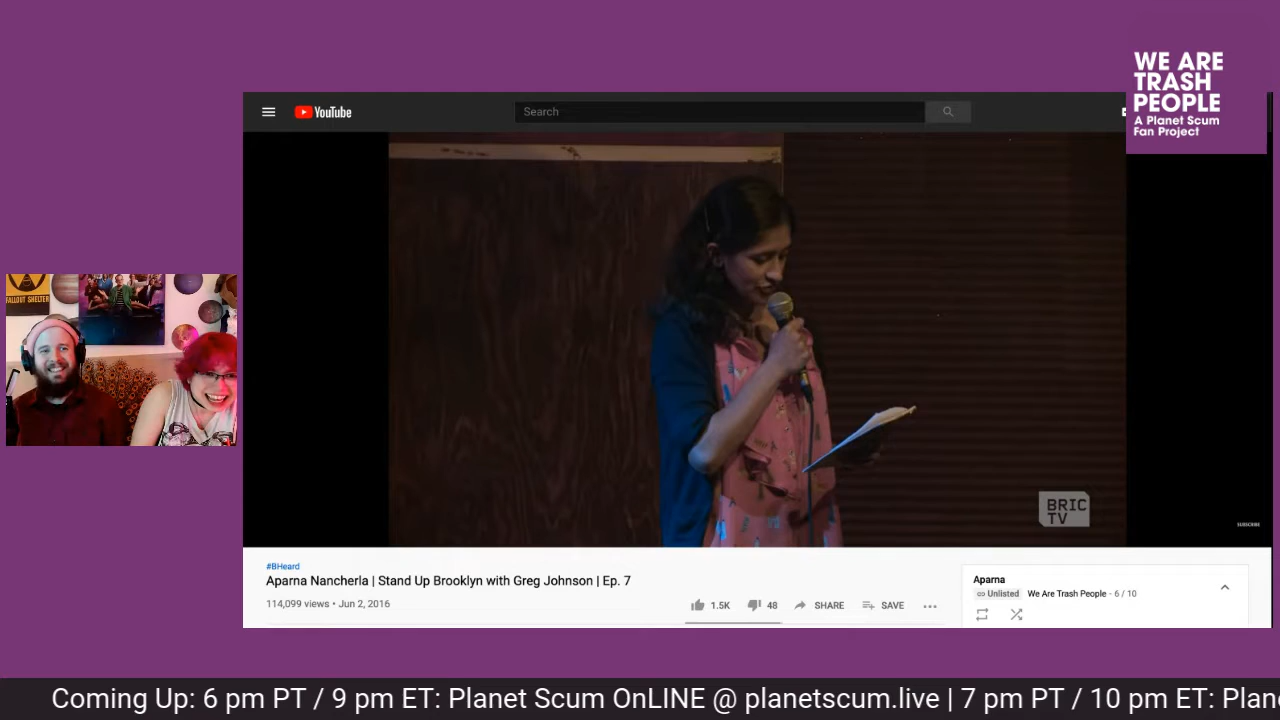 WE ARE
TRASH
PEOPLE
A Planet Scum
Fan Project
YouTube
Search
FALLOUT SHELTER
BRIC
TV
SUBSCRIBE
#BHeard
Aparna Nancherla | Stand Up Brooklyn with Greg Johnson | Ep. 7
114,099 views • Jun 2, 2016
1.5K
48
SHARE
SAVE
Aparna
Unlisted We Are Trash People - 6 / 10
Coming Up: 6 pm PT / 9 pm ET: Planet Scum OnLINE @ planetscum.live | 7 pm PT / 10 pm ET: Plan